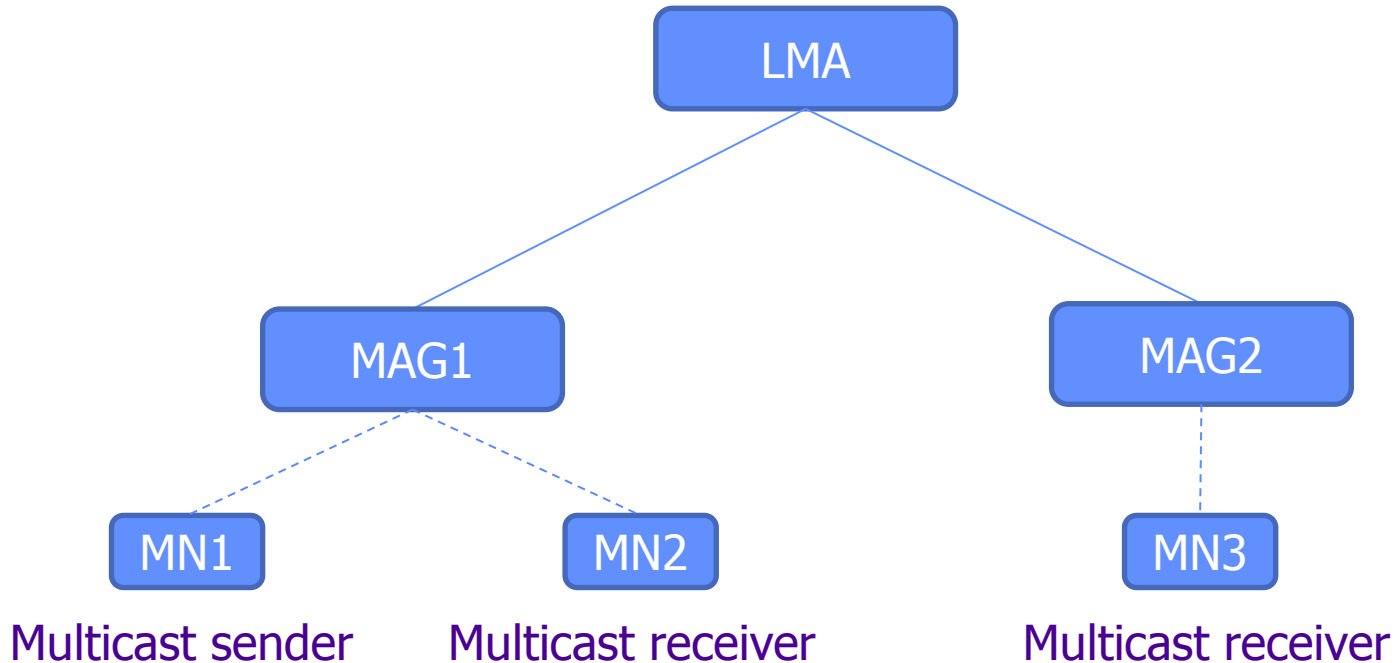 LMA
MAG1
MAG2
MN1
MN2
MN3
Multicast sender
Multicast receiver
Multicast receiver